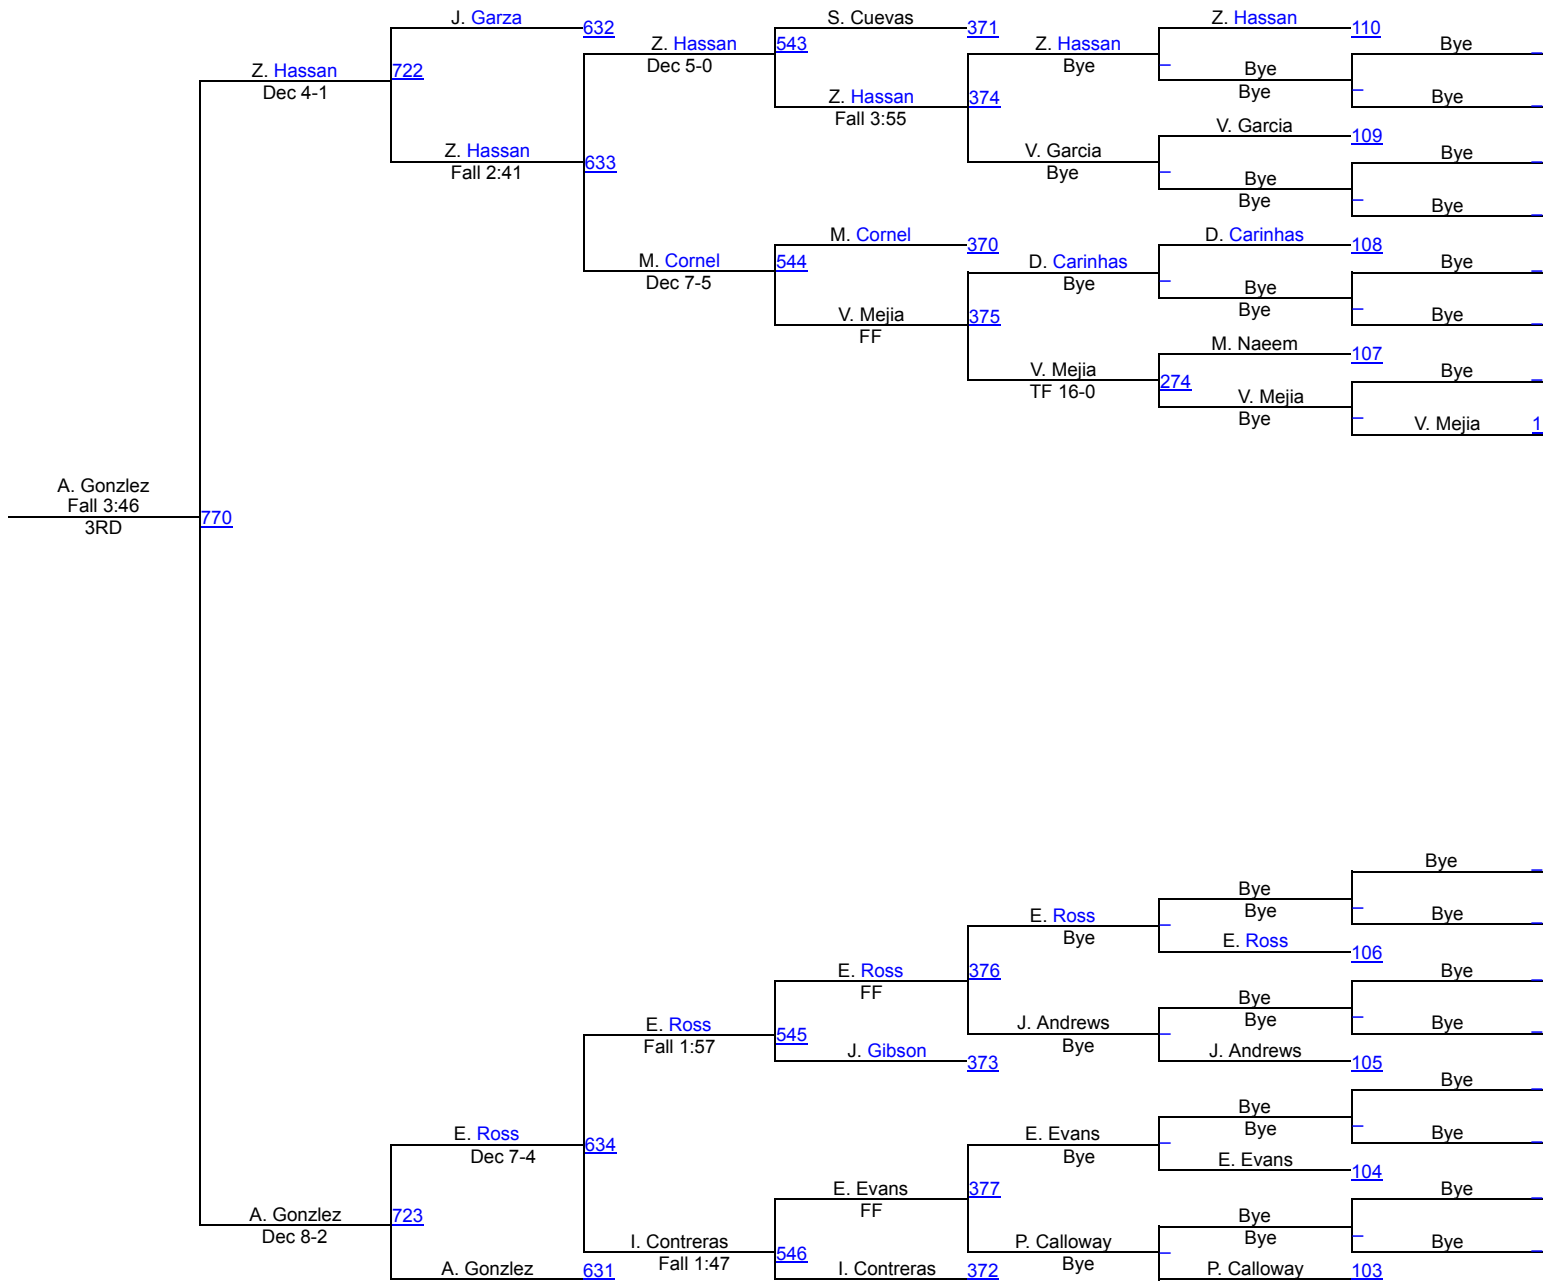 J. Garza
632
S. Cuevas
371
Z. Hassan
110
Z. Hassan
Dec 5-0
543
Z. Hassan
Bye
Bye
Z. Hassan
Dec 4-1
722
Bye
Bye
Z. Hassan
Fall 3:55
374
Bye
V. Garcia
109
Z. Hassan
Fall 2:41
633
V. Garcia
Bye
Bye
Bye
Bye
Bye
M. Cornel
370
D. Carinhas
108
M. Cornel
Dec 7-5
544
D. Carinhas
Bye
Bye
Bye
Bye
V. Mejia
FF
375
Bye
M. Naeem
107
V. Mejia
TF 16-0
274
Bye
V. Mejia
Bye
V. Mejia
1
A. Gonzlez
Fall 3:46
3RD
770
Bye
Bye
Bye
E. Ross
Bye
Bye
E. Ross
106
E. Ross
FF
376
Bye
Bye
Bye
E. Ross
Fall 1:57
545
J. Andrews
Bye
Bye
J. Gibson
373
J. Andrews
105
Bye
Bye
Bye
E. Ross
Dec 7-4
634
E. Evans
Bye
Bye
E. Evans
104
E. Evans
FF
377
Bye
A. Gonzlez
Dec 8-2
723
Bye
Bye
I. Contreras
Fall 1:47
546
P. Calloway
Bye
Bye
A. Gonzlez
631
I. Contreras
372
P. Calloway
103